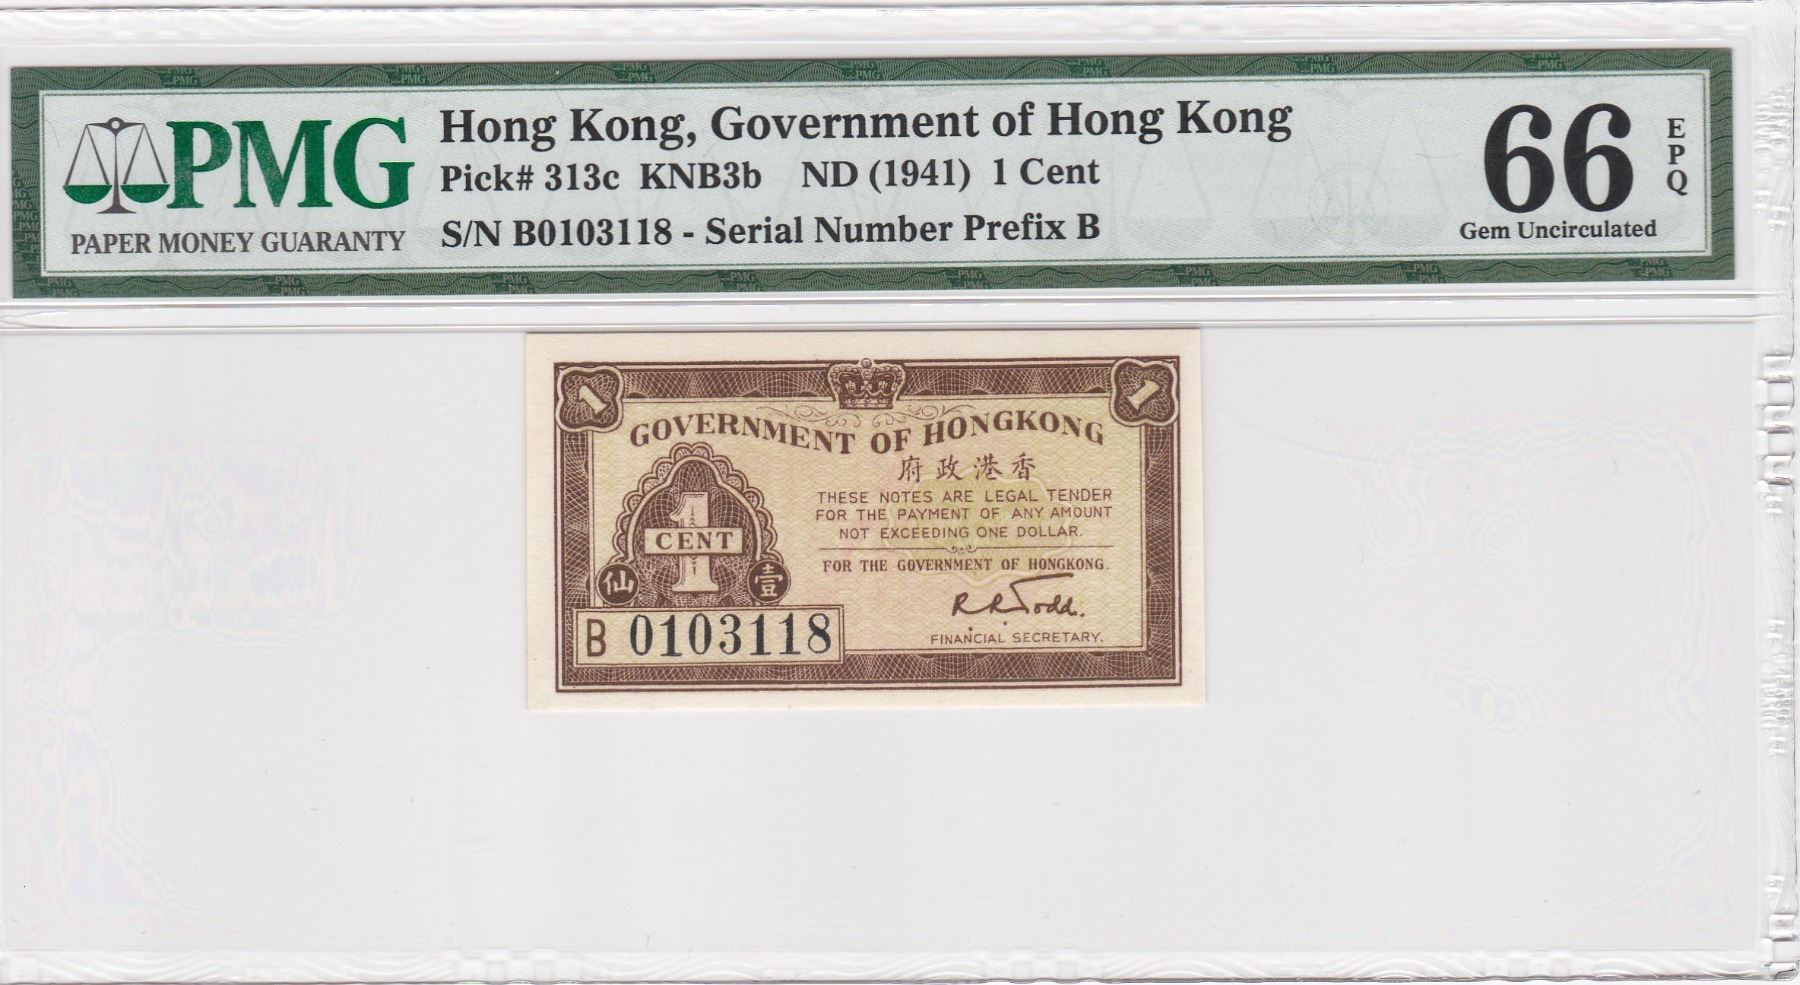 PMG
PAPER MONEY GUARANTY
Hong Kong, Government of Hong Kong
Pick# 313c KNB3b ND (1941) 1 Cent
S/N B0103118 - Serial Number Prefix B
66
EPQ
Gem Uncirculated
1
1
GOVERNMENT OF HONGKONG
府政港香
THESE NOTES ARE LEGAL TENDER
FOR THE PAYMENT OF ANY AMOUNT
NOT EXCEEDING ONE DOLLAR.
FOR THE GOVERNMENT OF HONGKONG.
R.R. Todd.
FINANCIAL SECRETARY.
1
CENT
仙 壹
B 0103118